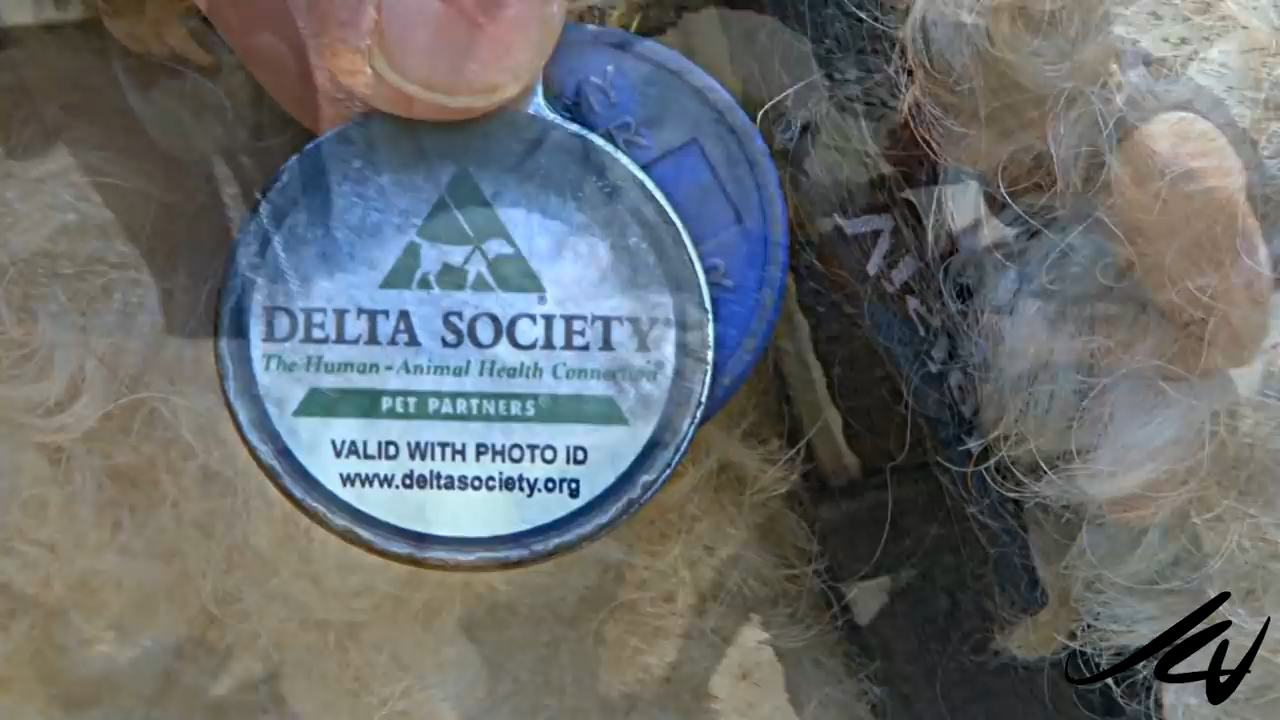 DELTA SOCIETY
The Human-Animal Health Connection
PET PARTNERS
VALID WITH PHOTO ID
www.deltasociety.org